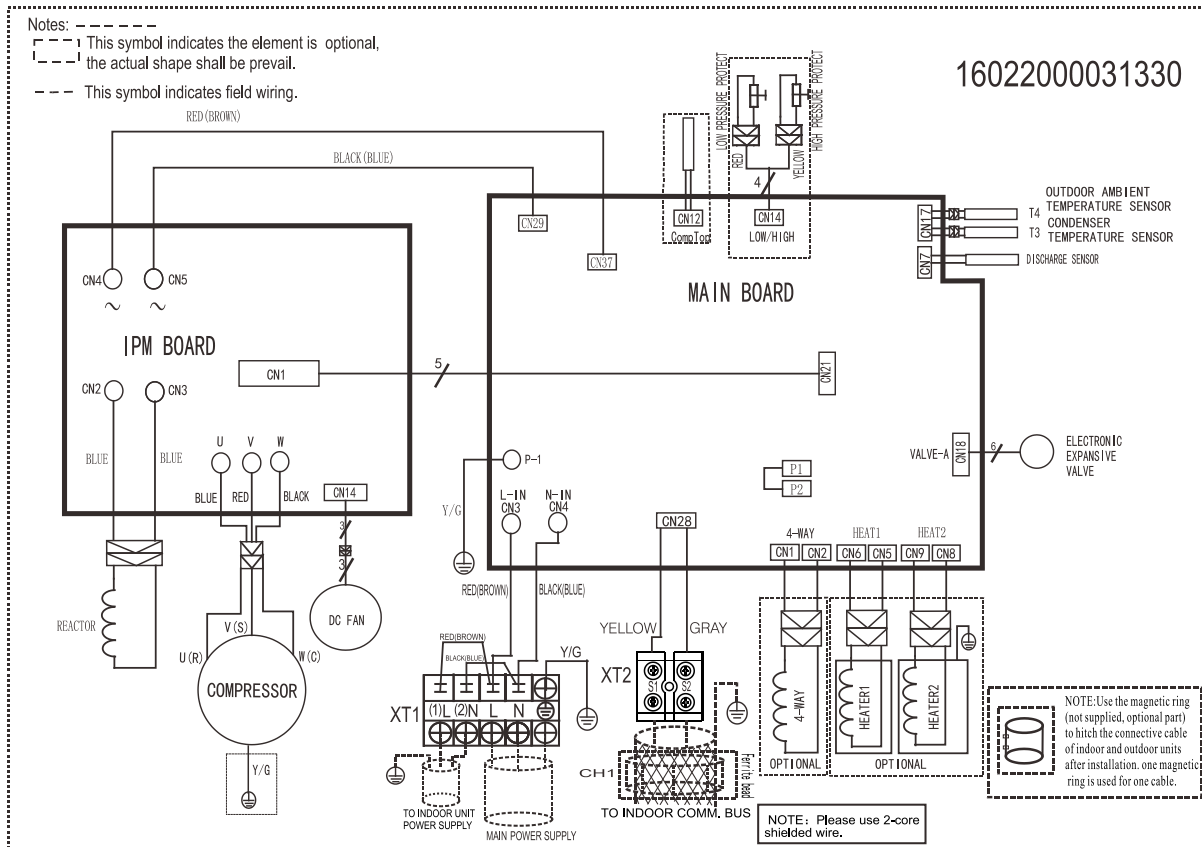 Notes:
This symbol indicates the element is optional,
the actual shape shall be prevail.
This symbol indicates field wiring.
16022000031330
RED(BROWN)
BLACK(BLUE)
LOW PRESSURE PROTECT
HIGH PRESSURE PROTECT
RED
YELLOW
4
CN12
CompTop
CN14
LOW/HIGH
CN29
CN37
CN17
CN7
T4
OUTDOOR AMBIENT
TEMPERATURE SENSOR
T3
CONDENSER
TEMPERATURE SENSOR
DISCHARGE SENSOR
MAIN BOARD
CN4
CN5
IPM BOARD
CN1
5
CN21
CN2
CN3
BLUE
BLUE
U
V
W
BLUE
RED
BLACK
CN14
3
3
DC FAN
REACTOR
V(S)
U(R)
W(C)
COMPRESSOR
Y/G
P-1
Y/G
L-IN
CN3
N-IN
CN4
RED(BROWN)
BLACK(BLUE)
P1
P2
VALVE-A
CN18
6
ELECTRONIC
EXPANSIVE
VALVE
CN28
YELLOW
GRAY
4-WAY
HEAT1
HEAT2
CN1
CN2
CN6
CN5
CN9
CN8
4-WAY
HEATER1
HEATER2
OPTIONAL
OPTIONAL
RED(BROWN)
BLACK(BLUE)
Y/G
XT1
(1)L
(2)N
L
N
TO INDOOR UNIT
POWER SUPPLY
MAIN POWER SUPPLY
XT2
S1
S2
CH1
Ferrite bead
TO INDOOR COMM. BUS
NOTE: Please use 2-core
shielded wire.
NOTE:Use the magnetic ring
(not supplied, optional part)
to hitch the connective cable
of indoor and outdoor units
after installation. one magnetic
ring is used for one cable.